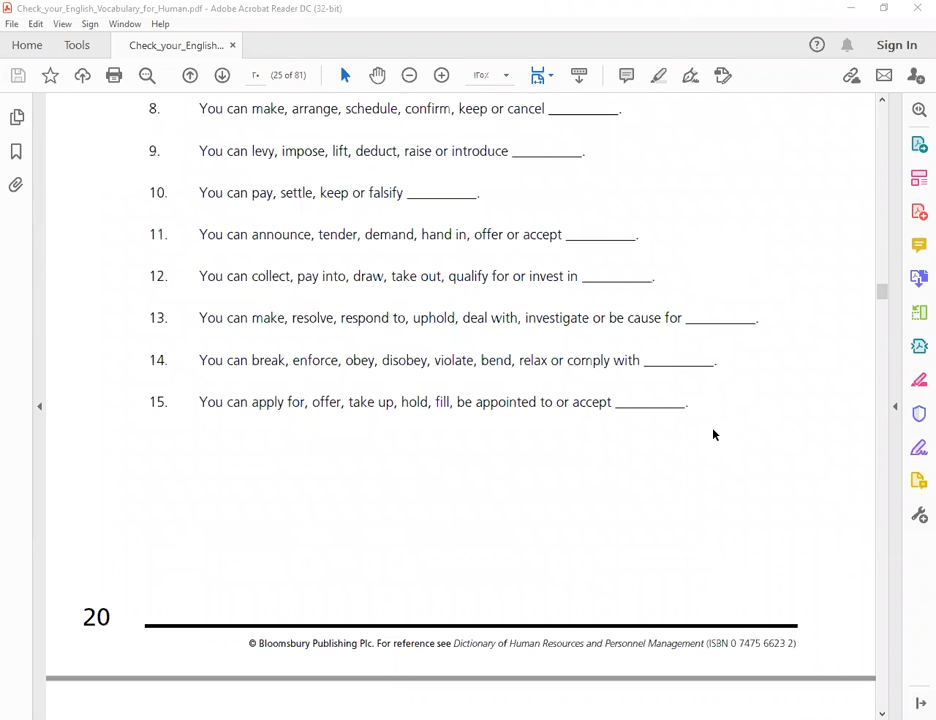 Check_your_English_Vocabulary_for_Human.pdf - Adobe Acrobat Reader DC (32-bit)
File Edit View Sign Window Help
Home Tools Check_your_English... × Sign In
۲۰ (25 of 81) ۱۳۵%
8. You can make, arrange, schedule, confirm, keep or cancel __________.
9. You can levy, impose, lift, deduct, raise or introduce __________.
10. You can pay, settle, keep or falsify __________.
11. You can announce, tender, demand, hand in, offer or accept __________.
12. You can collect, pay into, draw, take out, qualify for or invest in __________.
13. You can make, resolve, respond to, uphold, deal with, investigate or be cause for __________.
14. You can break, enforce, obey, disobey, violate, bend, relax or comply with __________.
15. You can apply for, offer, take up, hold, fill, be appointed to or accept __________.
20
© Bloomsbury Publishing Plc. For reference see Dictionary of Human Resources and Personnel Management (ISBN 0 7475 6623 2)